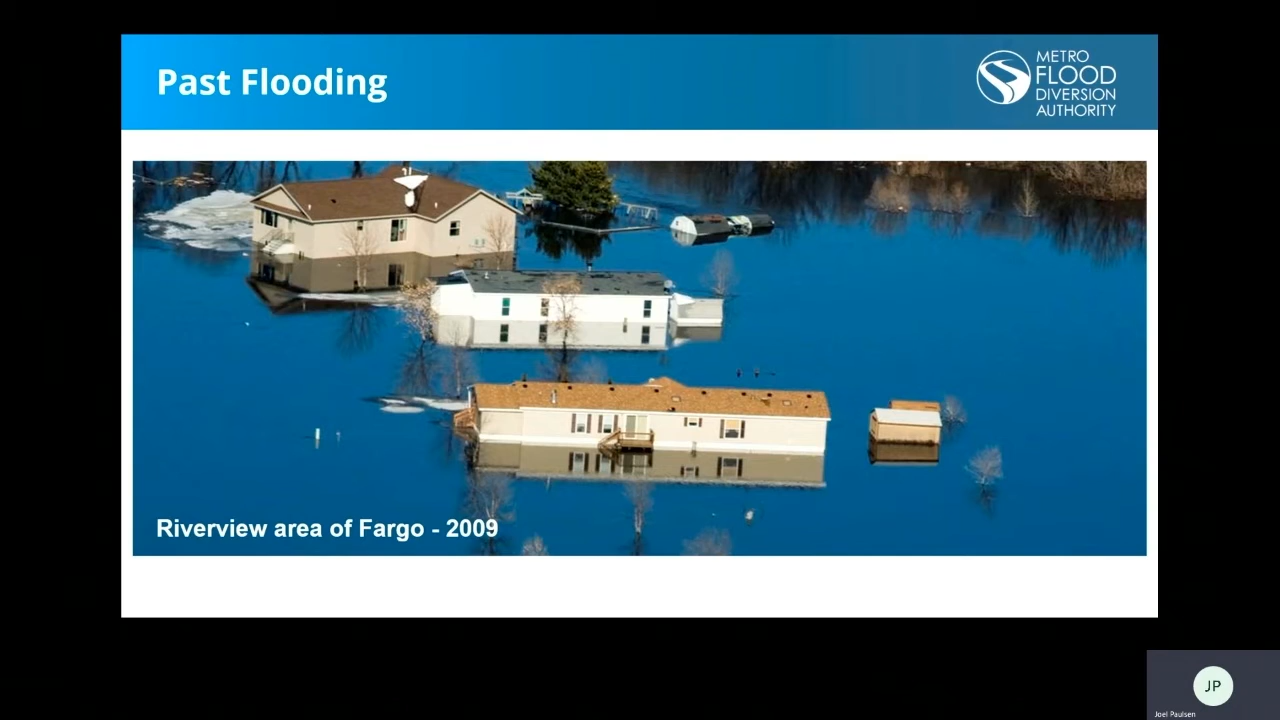 Past Flooding
METRO
FLOOD
DIVERSION
AUTHORITY
Riverview area of Fargo - 2009
JP
Joel Paulsen